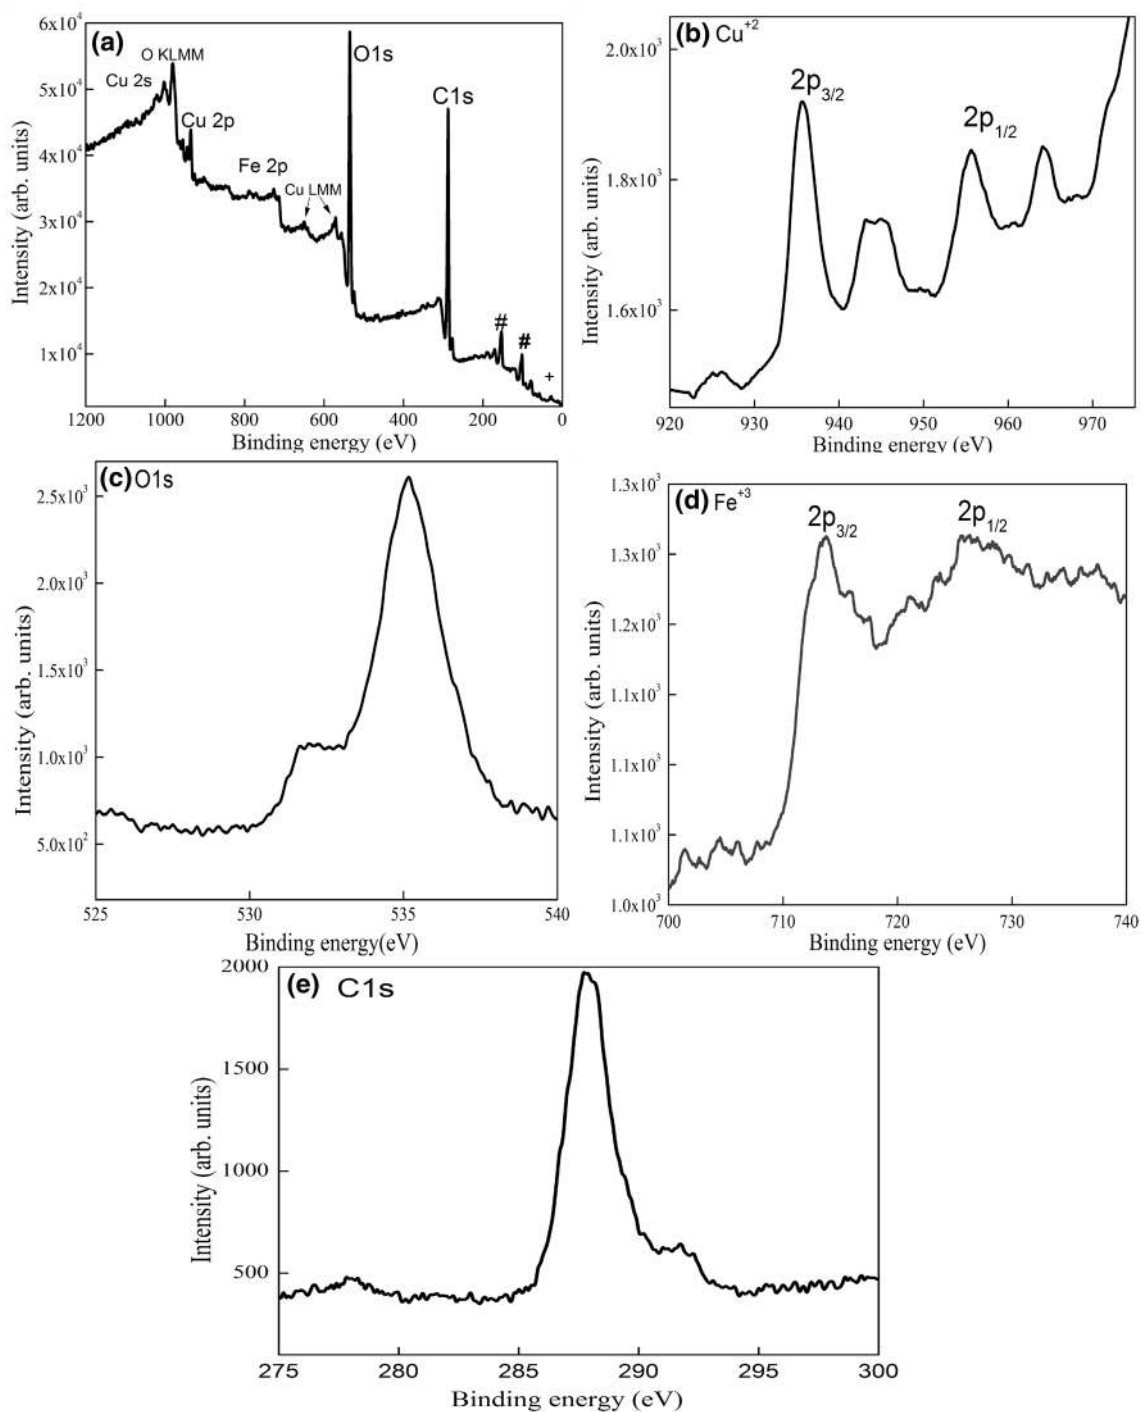 (a)
6x10⁴
5x10⁴
4x10⁴
3x10⁴
2x10⁴
1x10⁴
Intensity (arb. units)
O KLMM
Cu 2s
Cu 2p
Fe 2p
Cu LMM
O1s
C1s
#
#
+
1200 1000 800 600 400 200 0
Binding energy (eV)
(b) Cu⁺²
2.0x10³
1.8x10³
1.6x10³
Intensity (arb. units)
2p3/2
2p1/2
920 930 940 950 960 970
Binding energy (eV)
(c) O1s
2.5x10³
2.0x10³
1.5x10³
1.0x10³
5.0x10²
Intensity (arb. units)
525 530 535 540
Binding energy(eV)
(d) Fe⁺³
1.3x10³
1.3x10³
1.2x10³
1.1x10³
1.1x10³
1.1x10³
1.0x10³
Intensity (arb. units)
2p3/2
2p1/2
700 710 720 730 740
Binding energy (eV)
(e) C1s
2000
1500
1000
500
Intensity (arb. units)
275 280 285 290 295 300
Binding energy (eV)